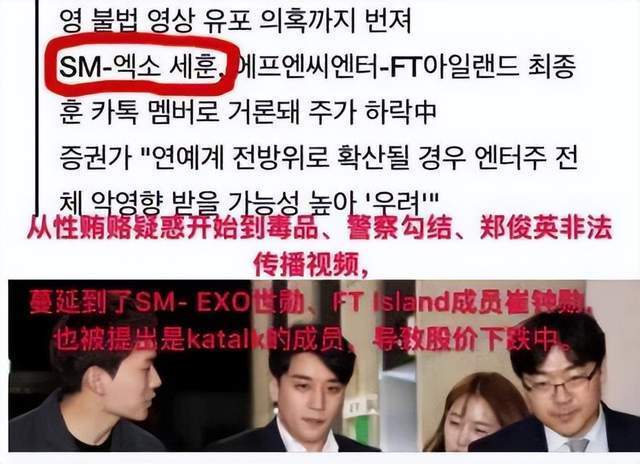 영 불법 영상 유포 의혹까지 번져
SM-엑소 세훈, 에프엔씨엔터-FT아일랜드 최종
훈 카톡 멤버로 거론돼 주가 하락中
증권가 "연예계 전방위로 확산될 경우 엔터주 전
체 악영향 받을 가능성 높아 '우려'"
从性贿赂疑惑开始到毒品、警察勾结、郑俊英非法
传播视频，
蔓延到了SM- EXO世勋、FT Island成员崔钟勋，
也被提出是katalk的成员，导致股价下跌中。